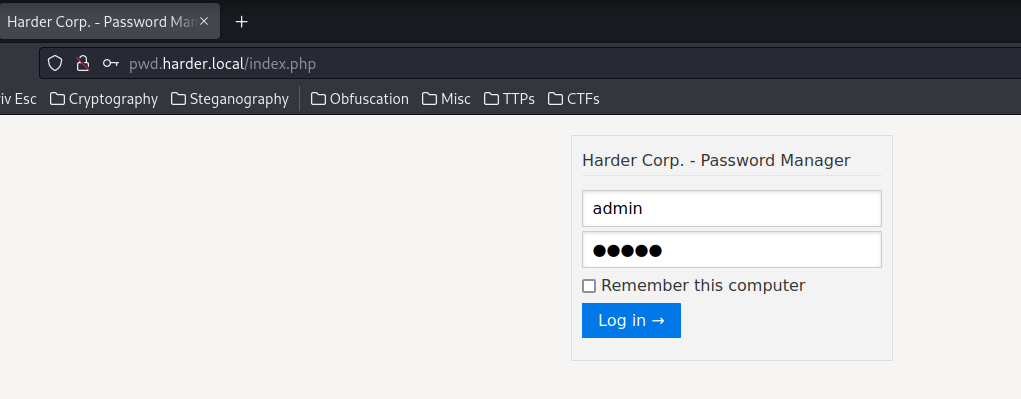 Harder Corp. - Password Man
pwd.harder.local/index.php
iv Esc Cryptography Steganography Obfuscation Misc TTPs CTFs
Harder Corp. - Password Manager
admin
●●●●●
Remember this computer
Log in →